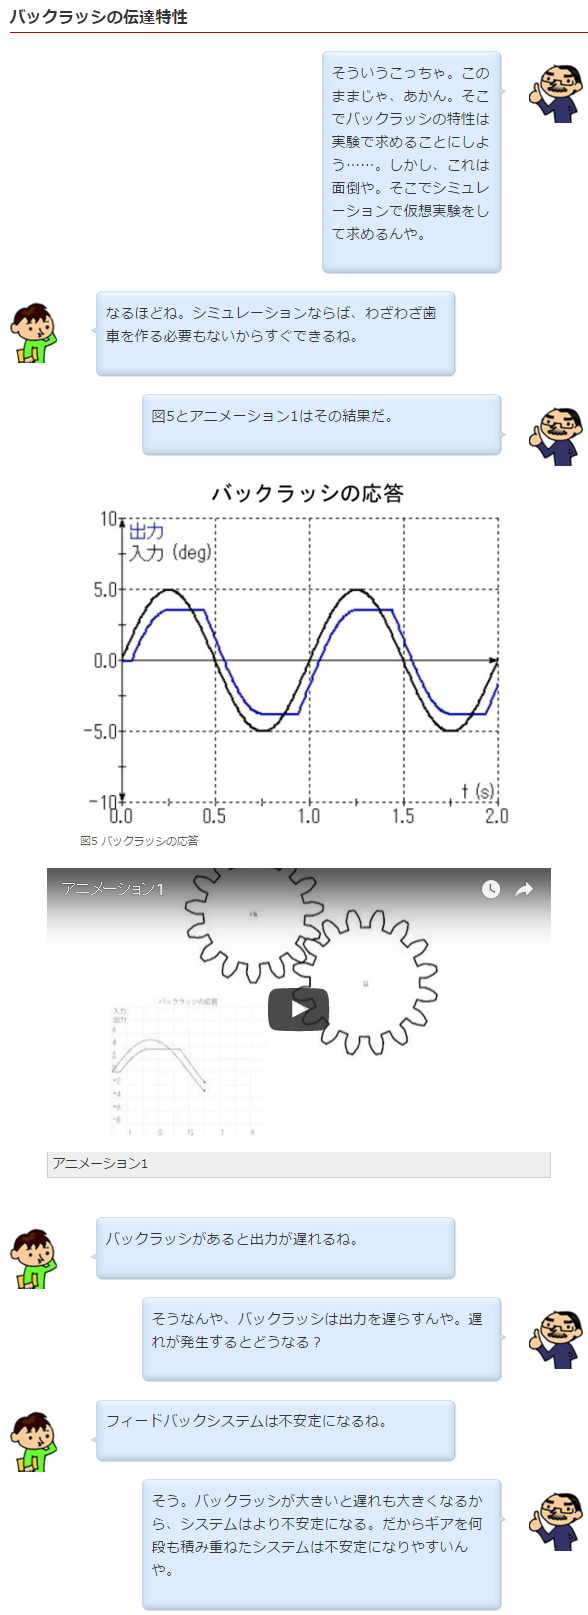 バックラッシの伝達特性
そういうこっちゃ。この
ままじゃ、あかん。そこ
でバックラッシの特性は
実験で求めることにしよ
う……。しかし、これは
面倒や。そこでシミュレ
ーションで仮想実験をし
て求めるんや。
なるほどね。シミュレーションならば、わざわざ歯
車を作る必要もないからすぐできるね。
図5とアニメーション1はその結果だ。
バックラッシの応答
10
出力
入力 (deg)
5.0
0.0
-5.0
-10
t (s)
0.0 0.5 1.0 1.5 2.0
図5 バックラッシの応答
アニメーション1
バックラッシの応答
入力
出力
アニメーション1
バックラッシがあると出力が遅れるね。
そうなんや、バックラッシは出力を遅らすんや。遅
れが発生するとどうなる？
フィードバックシステムは不安定になるね。
そう。バックラッシが大きいと遅れも大きくなるか
ら、システムはより不安定になる。だからギアを何
段も積み重ねたシステムは不安定になりやすいん
や。